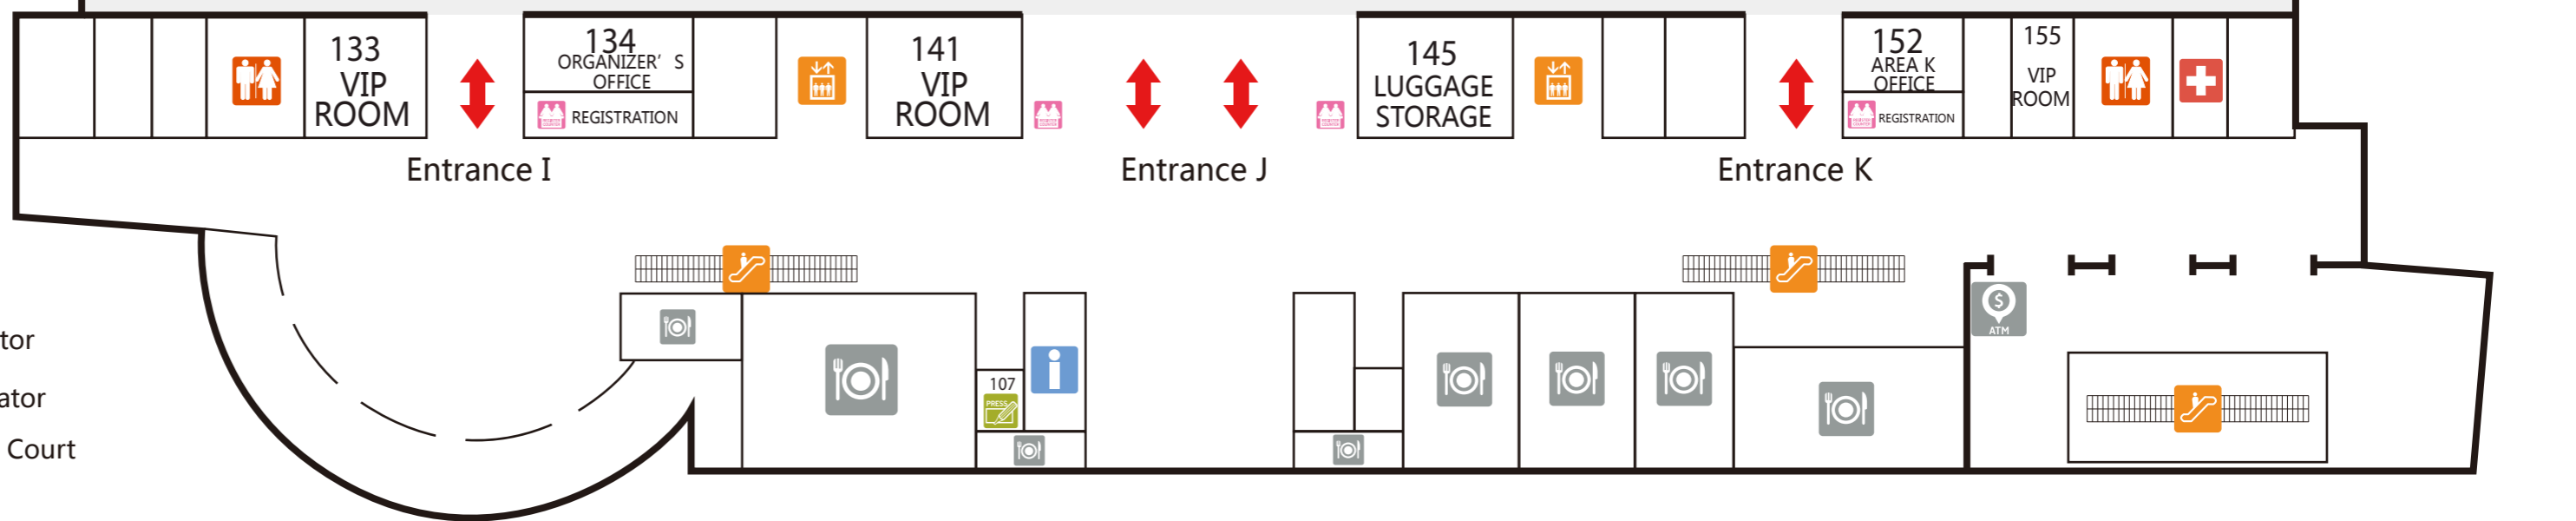 133
VIP
ROOM
134
ORGANIZER'S
OFFICE
REGISTRATION
141
VIP
ROOM
145
LUGGAGE
STORAGE
152
AREA K
OFFICE
REGISTRATION
155
VIP
ROOM
Entrance I
Entrance J
Entrance K
ATM
107
PRESS
tor
ator
Court